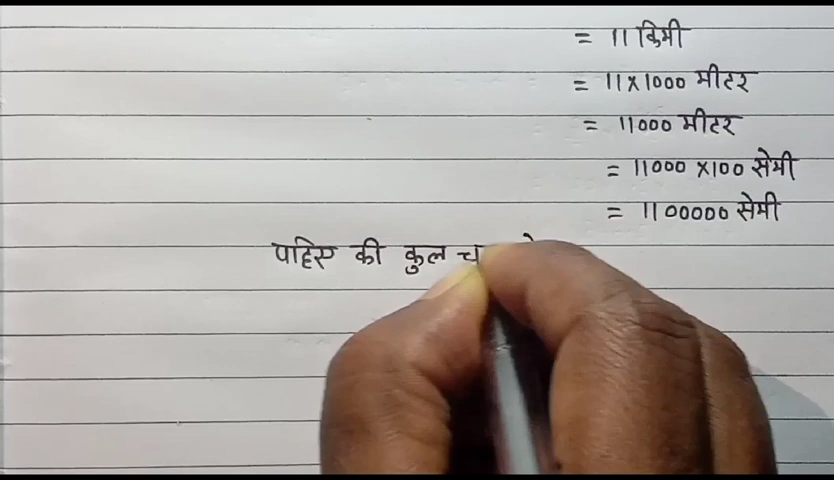 = 11 किमी
= 11×1000 मीटर
= 11000 मीटर
= 11000 ×100 सेमी
= 1100000 सेमी
पहिए की कुल